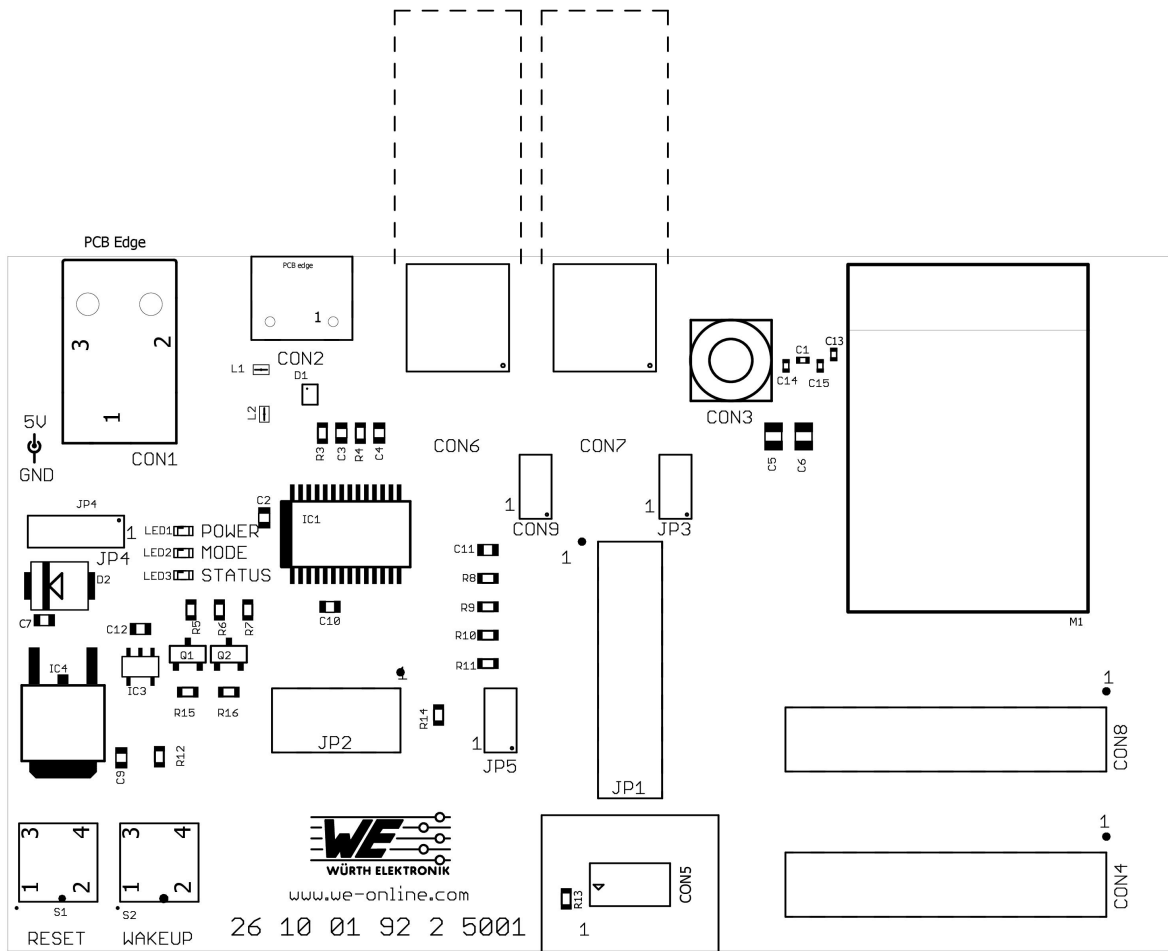 PCB Edge
PCB edge
3
2
1
1
CON2
L1
D1
L2
C13
C1
C14
C15
CON3
5V
GND
CON1
R3
C3
R4
C4
CON6
CON7
C5
C6
JP4
1
JP4
LED1 POWER
LED2 MODE
LED3 STATUS
C2
IC1
1
CON9
1
JP3
C11
1
R8
R9
R10
R11
D2
C7
C12
R5
R6
R7
C10
M1
IC4
IC3
Q1
Q2
R15
R16
1
JP2
R14
1
JP5
JP1
1
CON8
C9
R12
3
4
1
2
S1
RESET
3
4
1
2
S2
WAKEUP
WE
WÜRTH ELEKTRONIK
www.we-online.com
26 10 01 92 2 5001
R13
CON5
1
1
CON4